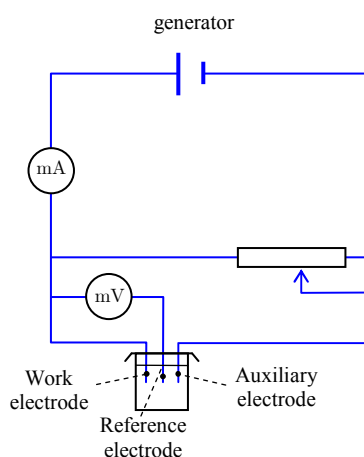 generator
mA
mV
Work
electrode
Reference
electrode
Auxiliary
electrode